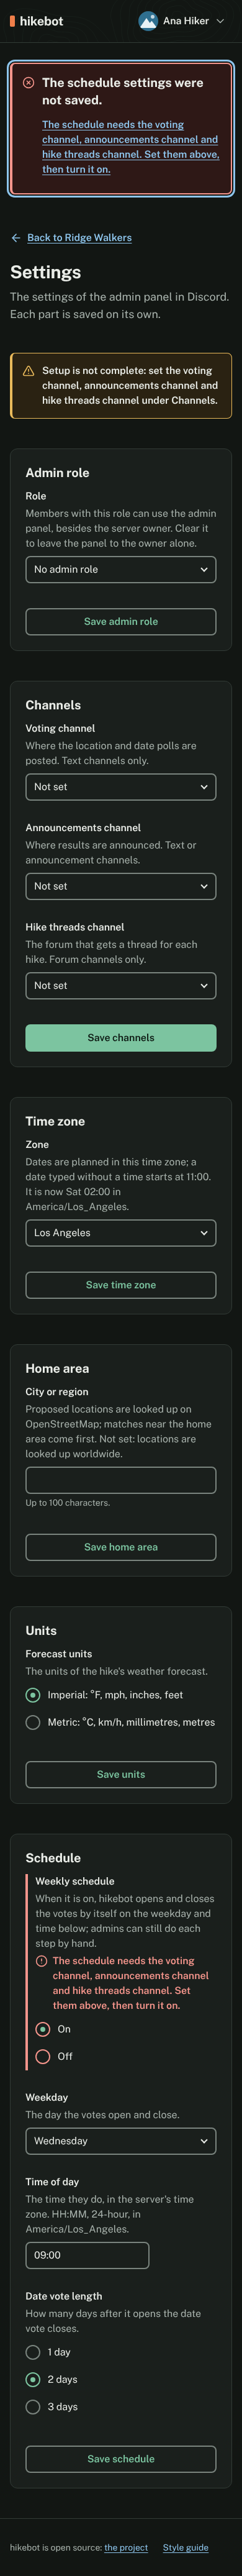 hikebot
Ana Hiker
The schedule settings were
not saved.
The schedule needs the voting
channel, announcements channel and
hike threads channel. Set them above,
then turn it on.
Back to Ridge Walkers
Settings
The settings of the admin panel in Discord.
Each part is saved on its own.
Setup is not complete: set the voting
channel, announcements channel and
hike threads channel under Channels.
Admin role
Role
Members with this role can use the admin
panel, besides the server owner. Clear it
to leave the panel to the owner alone.
No admin role
Save admin role
Channels
Voting channel
Where the location and date polls are
posted. Text channels only.
Not set
Announcements channel
Where results are announced. Text or
announcement channels.
Not set
Hike threads channel
The forum that gets a thread for each
hike. Forum channels only.
Not set
Save channels
Time zone
Zone
Dates are planned in this time zone; a
date typed without a time starts at 11:00.
It is now Sat 02:00 in
America/Los_Angeles.
Los Angeles
Save time zone
Home area
City or region
Proposed locations are looked up on
OpenStreetMap; matches near the home
area come first. Not set: locations are
looked up worldwide.
Up to 100 characters.
Save home area
Units
Forecast units
The units of the hike's weather forecast.
Imperial: °F, mph, inches, feet
Metric: °C, km/h, millimetres, metres
Save units
Schedule
Weekly schedule
When it is on, hikebot opens and closes
the votes by itself on the weekday and
time below; admins can still do each
step by hand.
The schedule needs the voting
channel, announcements channel
and hike threads channel. Set
them above, then turn it on.
On
Off
Weekday
The day the votes open and close.
Wednesday
Time of day
The time they do, in the server's time
zone. HH:MM, 24-hour, in
America/Los_Angeles.
09:00
Date vote length
How many days after it opens the date
vote closes.
1 day
2 days
3 days
Save schedule
hikebot is open source: the project
Style guide